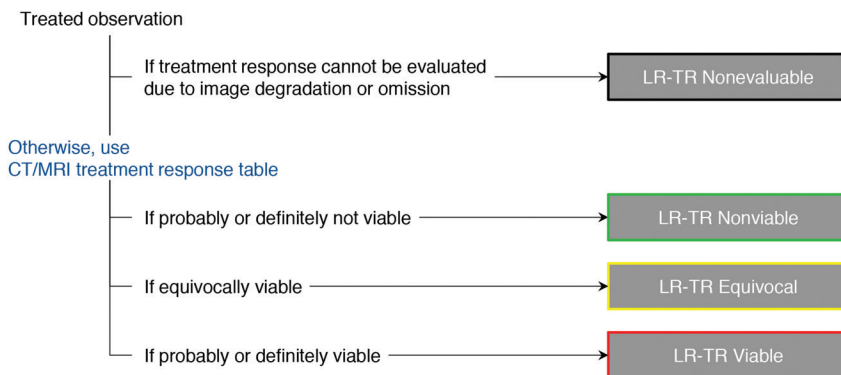 Treated observation
If treatment response cannot be evaluated
due to image degradation or omission
LR-TR Nonevaluable
Otherwise, use
CT/MRI treatment response table
If probably or definitely not viable
LR-TR Nonviable
If equivocally viable
LR-TR Equivocal
If probably or definitely viable
LR-TR Viable